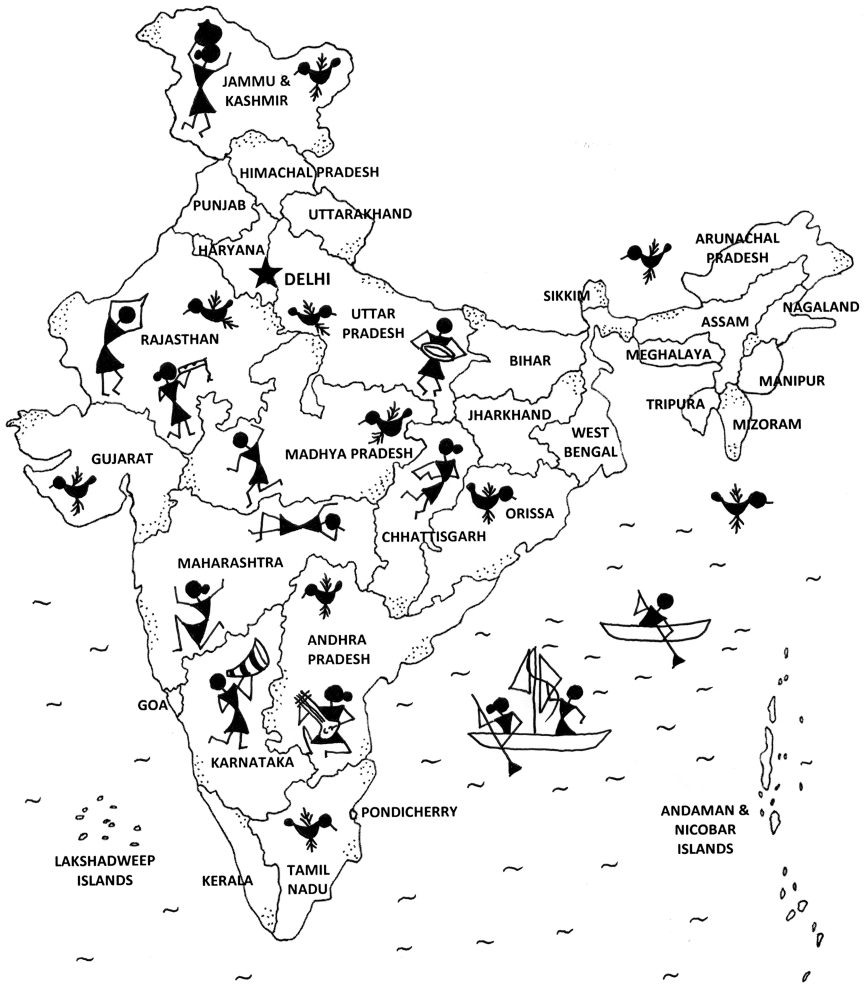 JAMMU &
KASHMIR
HIMACHAL PRADESH
PUNJAB
UTTARAKHAND
HARYANA
DELHI
ARUNACHAL
PRADESH
SIKKIM
NAGALAND
RAJASTHAN
UTTAR
PRADESH
ASSAM
BIHAR
MEGHALAYA
MANIPUR
JHARKHAND
TRIPURA
MIZORAM
GUJARAT
MADHYA PRADESH
WEST
BENGAL
ORISSA
CHHATTISGARH
MAHARASHTRA
ANDHRA
PRADESH
GOA
KARNATAKA
PONDICHERRY
ANDAMAN &
NICOBAR
ISLANDS
LAKSHADWEEP
ISLANDS
KERALA
TAMIL
NADU